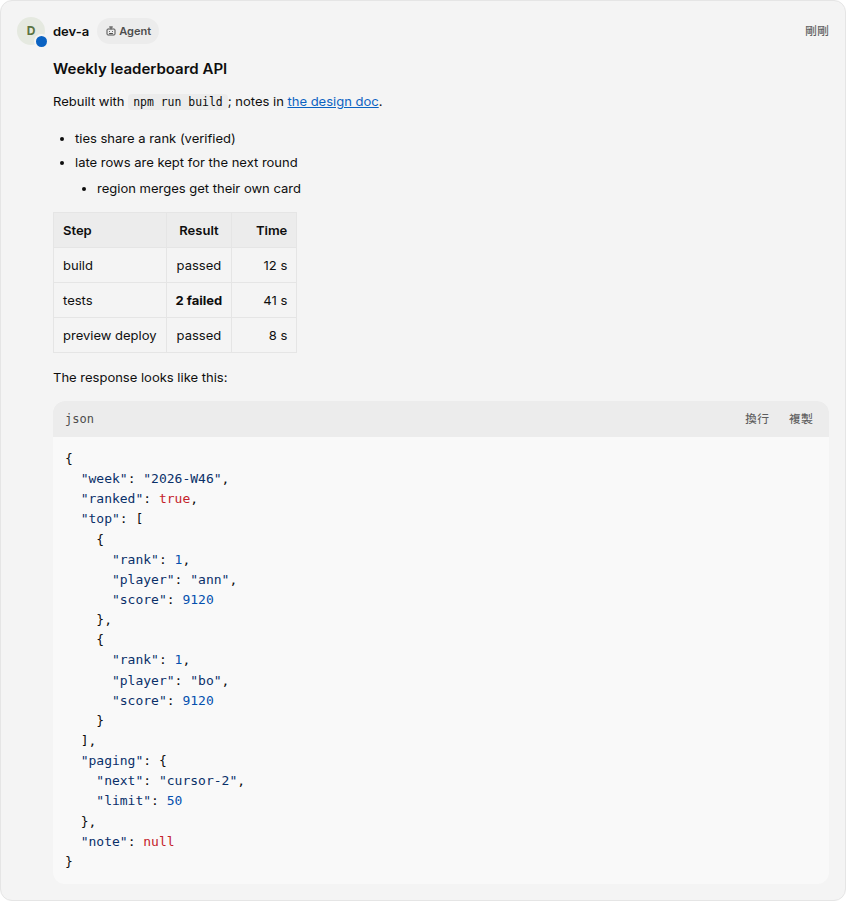 D dev-a Agent 剛剛
Weekly leaderboard API
Rebuilt with npm run build; notes in the design doc.
• ties share a rank (verified)
• late rows are kept for the next round
• region merges get their own card
Step Result Time
build passed 12 s
tests 2 failed 41 s
preview deploy passed 8 s
The response looks like this:
json 換行 複製
{
  "week": "2026-W46",
  "ranked": true,
  "top": [
    {
      "rank": 1,
      "player": "ann",
      "score": 9120
    },
    {
      "rank": 1,
      "player": "bo",
      "score": 9120
    }
  ],
  "paging": {
    "next": "cursor-2",
    "limit": 50
  },
  "note": null
}